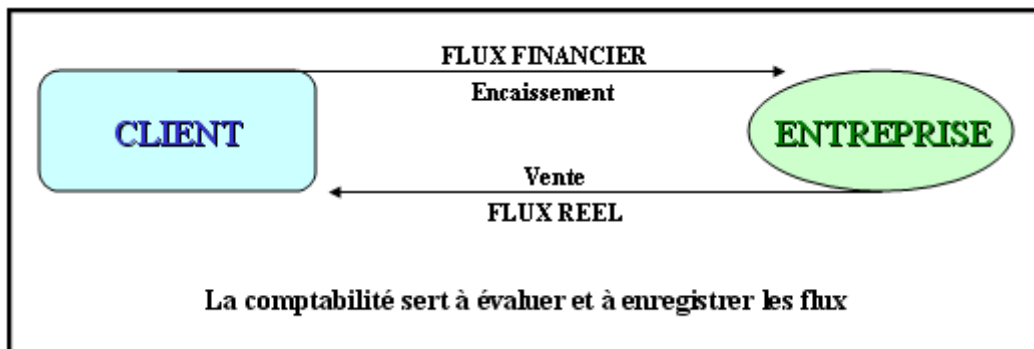 FLUX FINANCIER
Encaissement
CLIENT
ENTREPRISE
Vente
FLUX REEL
La comptabilité sert à évaluer et à enregistrer les flux